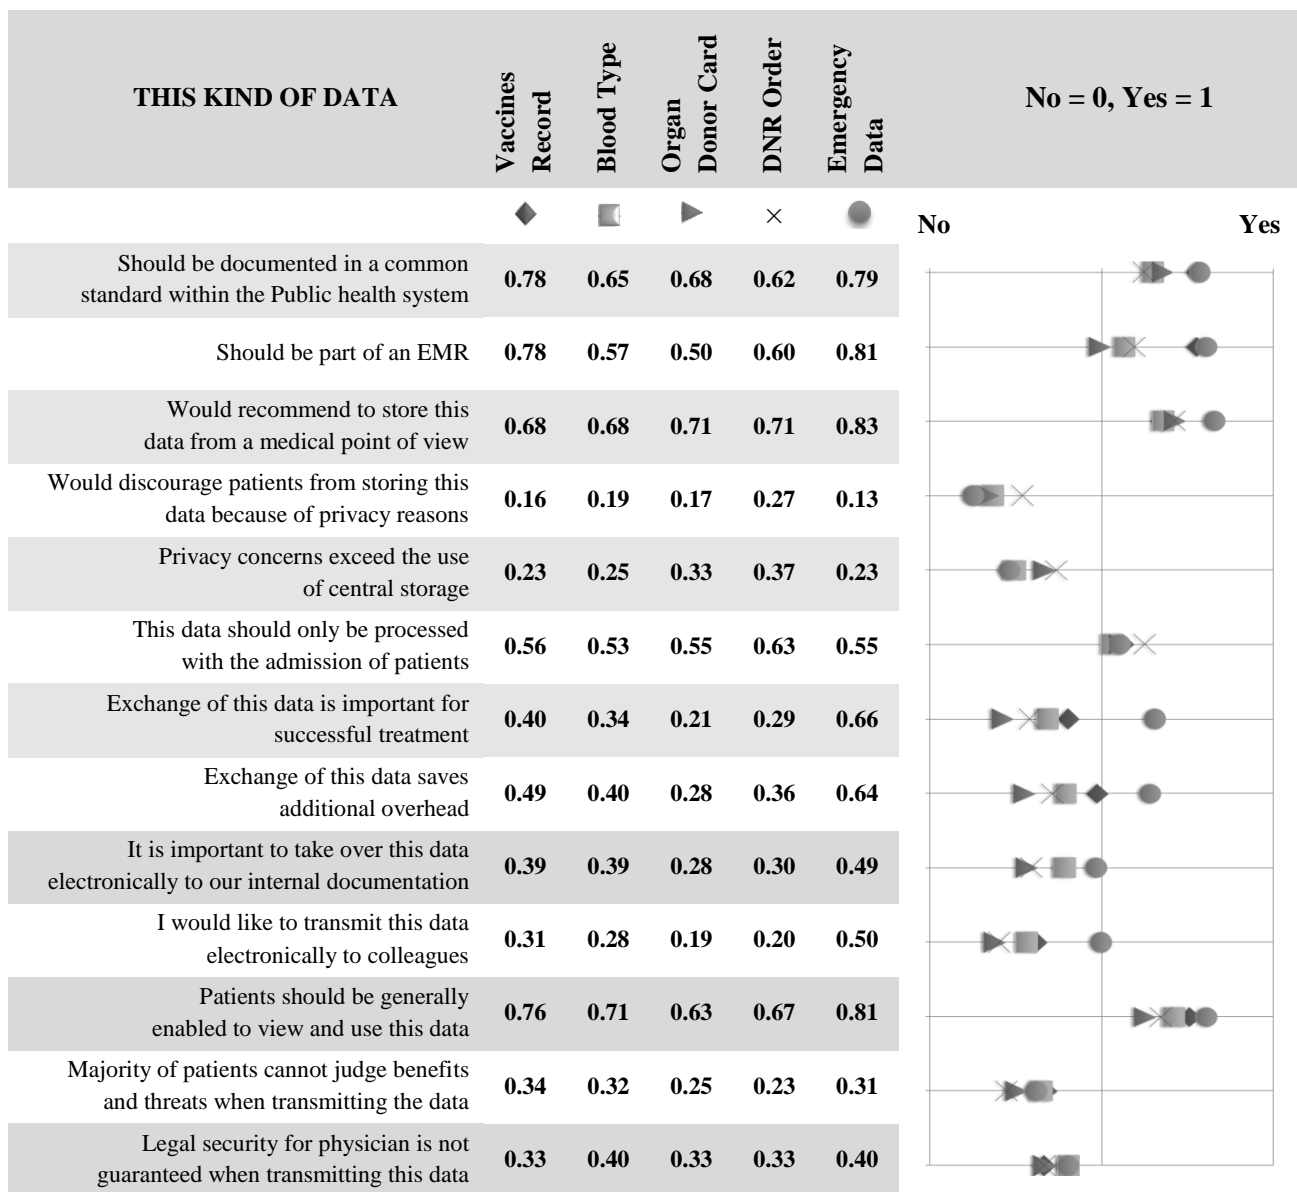 THIS KIND OF DATA
Vaccines
Record
Blood Type
Organ
Donor Card
DNR Order
Emergency
Data
No = 0, Yes = 1
No
Yes
Should be documented in a common
standard within the Public health system
0.78 0.65 0.68 0.62 0.79
Should be part of an EMR
0.78 0.57 0.50 0.60 0.81
Would recommend to store this
data from a medical point of view
0.68 0.68 0.71 0.71 0.83
Would discourage patients from storing this
data because of privacy reasons
0.16 0.19 0.17 0.27 0.13
Privacy concerns exceed the use
of central storage
0.23 0.25 0.33 0.37 0.23
This data should only be processed
with the admission of patients
0.56 0.53 0.55 0.63 0.55
Exchange of this data is important for
successful treatment
0.40 0.34 0.21 0.29 0.66
Exchange of this data saves
additional overhead
0.49 0.40 0.28 0.36 0.64
It is important to take over this data
electronically to our internal documentation
0.39 0.39 0.28 0.30 0.49
I would like to transmit this data
electronically to colleagues
0.31 0.28 0.19 0.20 0.50
Patients should be generally
enabled to view and use this data
0.76 0.71 0.63 0.67 0.81
Majority of patients cannot judge benefits
and threats when transmitting the data
0.34 0.32 0.25 0.23 0.31
Legal security for physician is not
guaranteed when transmitting this data
0.33 0.40 0.33 0.33 0.40